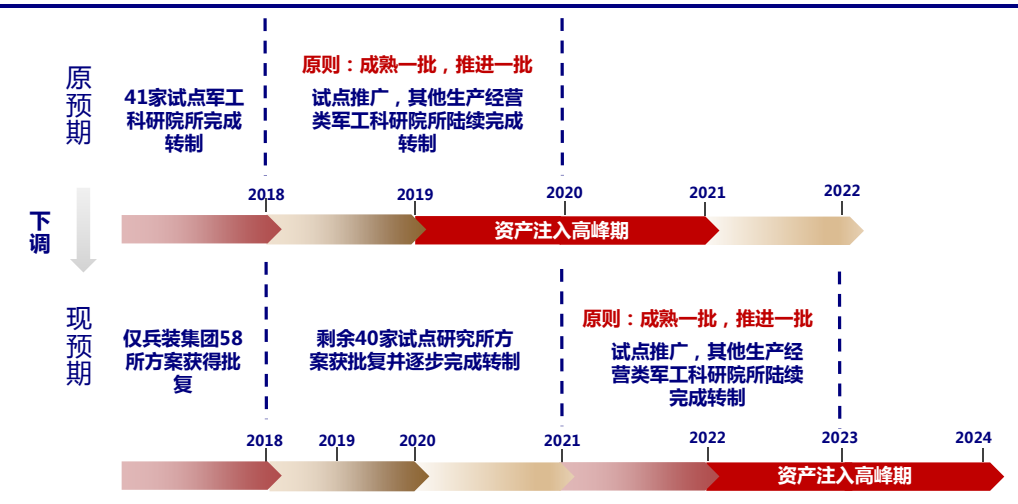 原预期
41家试点军工
科研院所完成
转制
原则：成熟一批，推进一批
试点推广，其他生产经营
类军工科研院所陆续完成
转制
2018
2019
2020
2021
2022
资产注入高峰期
下调
现预期
仅兵装集团58
所方案获得批
复
剩余40家试点研究所方
案获批复并逐步完成转制
原则：成熟一批，推进一批
试点推广，其他生产经
营类军工科研院所陆续
完成转制
2018
2019
2020
2021
2022
2023
2024
资产注入高峰期